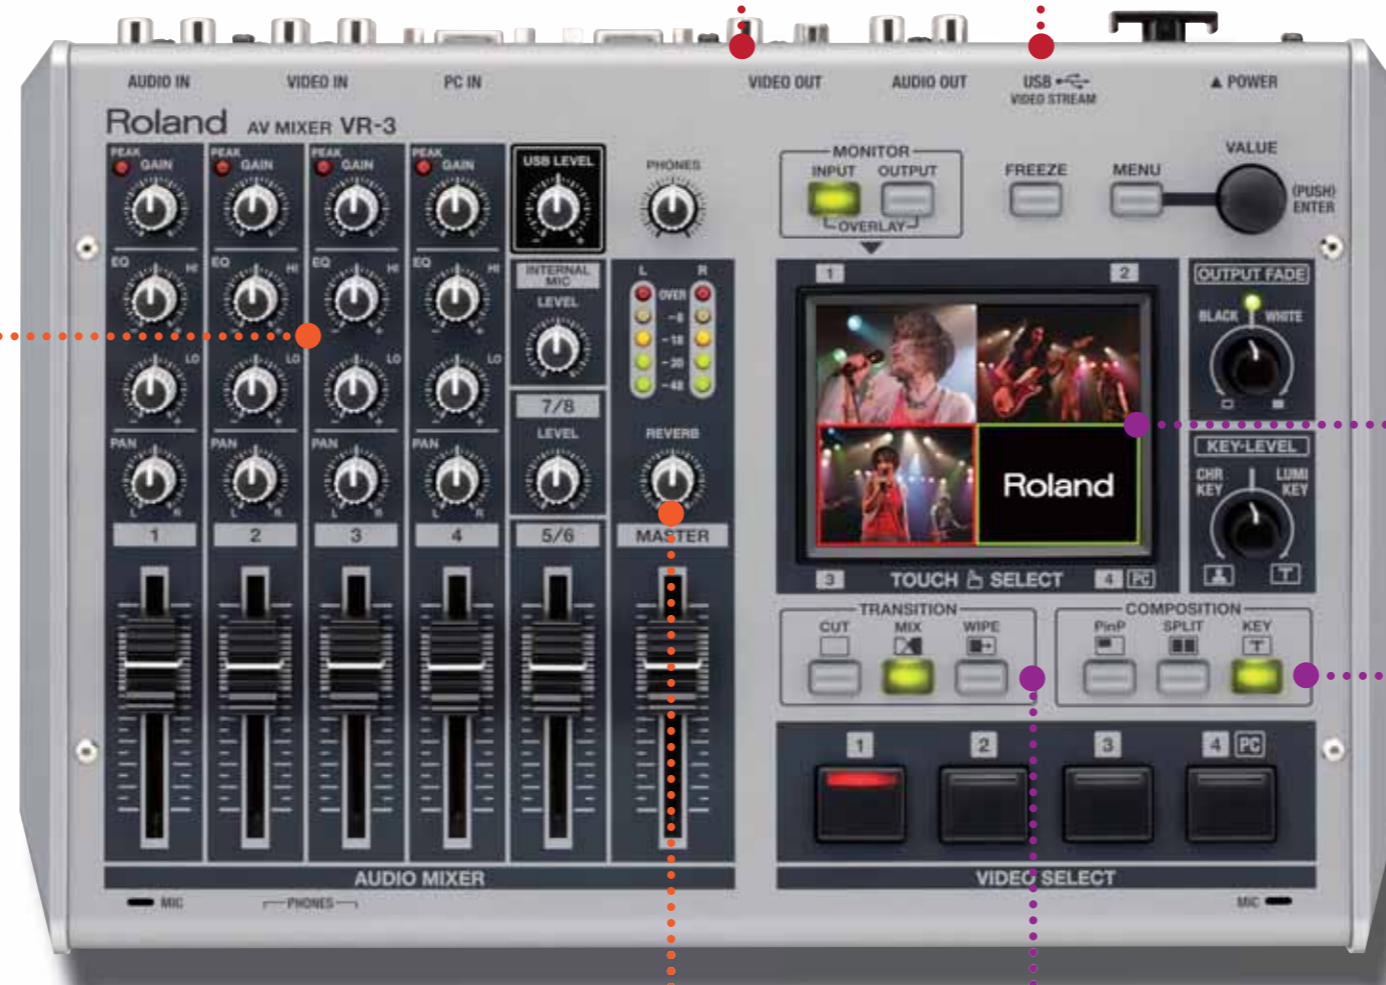 AUDIO IN VIDEO IN PC IN VIDEO OUT AUDIO OUT USB ▲ POWER
VIDEO STREAM
Roland AV MIXER VR-3
PEAK GAIN PEAK GAIN PEAK GAIN PEAK GAIN USB LEVEL PHONES
- +
EQ HI EQ HI EQ HI EQ HI
- + - + - + - +
LO LO LO LO
- + - + - + - +
PAN PAN PAN PAN
L R L R L R L R
INTERNAL
MIC
LEVEL
7/8
LEVEL
L R
OVER
-8
-18
-30
-48
REVERB
1 2 3 4 5/6 MASTER
AUDIO MIXER
MIC PHONES
MONITOR
INPUT OUTPUT
OVERLAY
FREEZE MENU VALUE
(PUSH)
ENTER
1 2
Roland
3 TOUCH SELECT 4 PC
OUTPUT FADE
BLACK WHITE
KEY-LEVEL
CHR LUMI
KEY KEY
T
TRANSITION
CUT MIX WIPE
COMPOSITION
PinP SPLIT KEY
T
1 2 3 4 PC
VIDEO SELECT
MIC